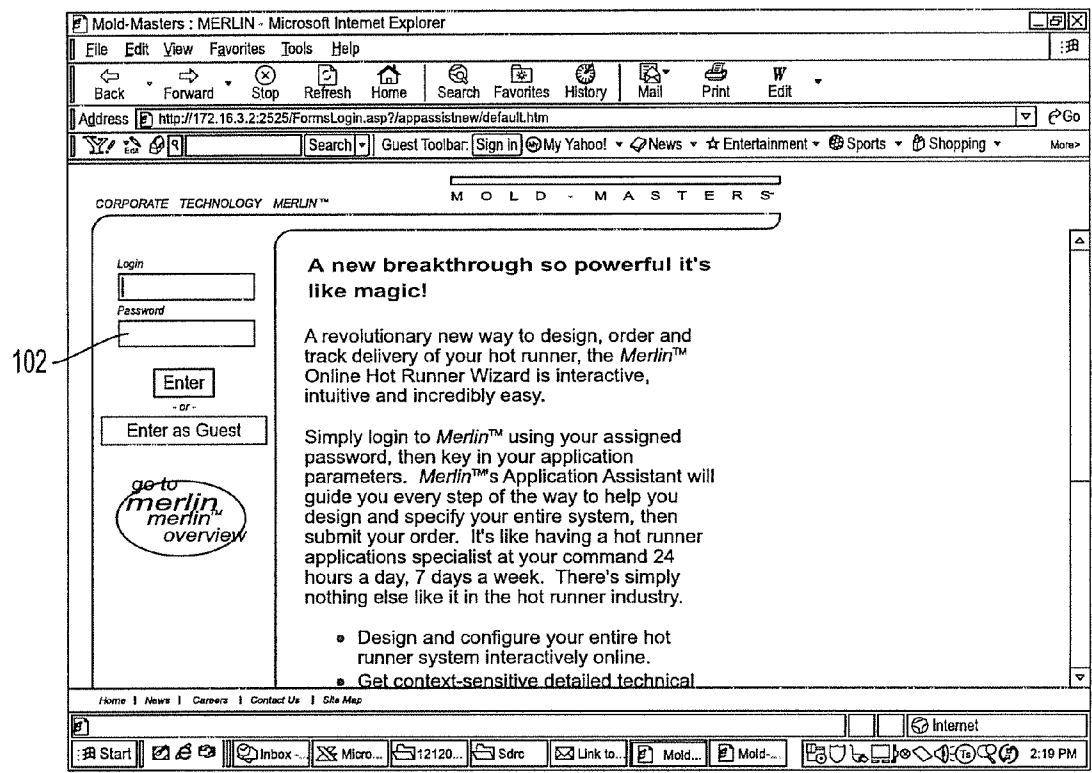 Mold-Masters : MERLIN - Microsoft Internet Explorer
File Edit View Favorites Tools Help
Back Forward Stop Refresh Home Search Favorites History Mail Print Edit
Address http://172.16.3.2:2525/FormsLogin.asp?/appassistnew/default.htm Go
Y! Edit Search Guest Toolbar: Sign in My Yahoo! News Entertainment Sports Shopping More>
MOLD-MASTERS
CORPORATE TECHNOLOGY MERLIN™
Login
Password
102
Enter
- or -
Enter as Guest
go to
merlin
merlin™
overview
A new breakthrough so powerful it's
like magic!
A revolutionary new way to design, order and
track delivery of your hot runner, the Merlin™
Online Hot Runner Wizard is interactive,
intuitive and incredibly easy.
Simply login to Merlin™ using your assigned
password, then key in your application
parameters. Merlin™'s Application Assistant will
guide you every step of the way to help you
design and specify your entire system, then
submit your order. It's like having a hot runner
applications specialist at your command 24
hours a day, 7 days a week. There's simply
nothing else like it in the hot runner industry.
• Design and configure your entire hot
runner system interactively online.
• Get context-sensitive detailed technical
Home | News | Careers | Contact Us | Site Map
Internet
Start Inbox -... Micro... 12120... Sdrc Link to... Mold... Mold-... 2:19 PM